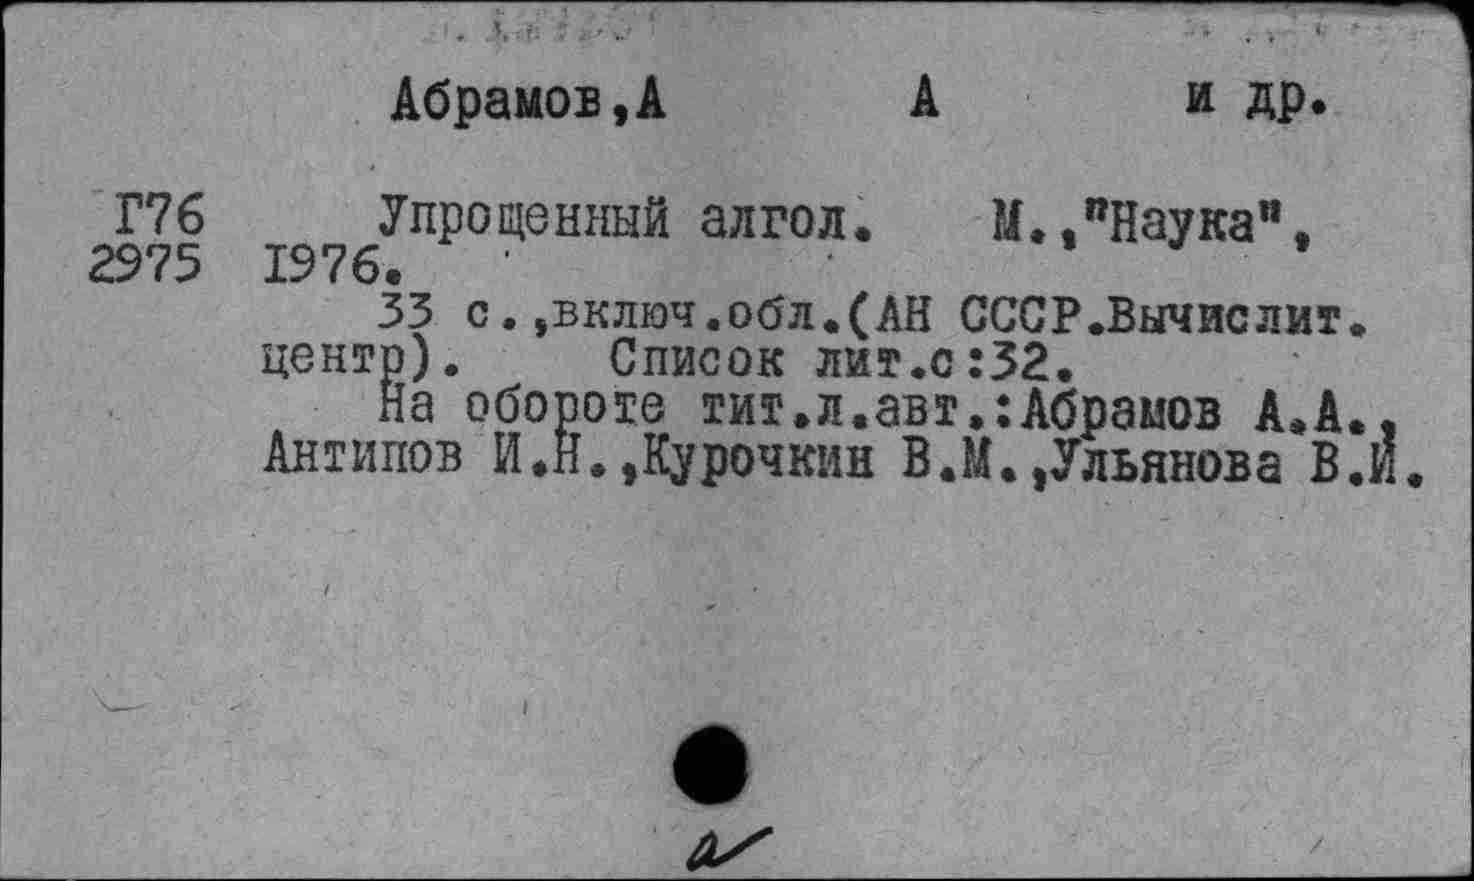 Абрамов,А А и др.
Г76 Упрощенный алгол. М.,"Наука",
2975 1976.
33 с.,включ.обл.(АН СССР.Вычислит.
центр). Список лит.с:32.
На обороте тит.л.авт.:Абрамов А.А.,
Антипов И.Н.,Курочкин В.М.,Ульянова В.И.